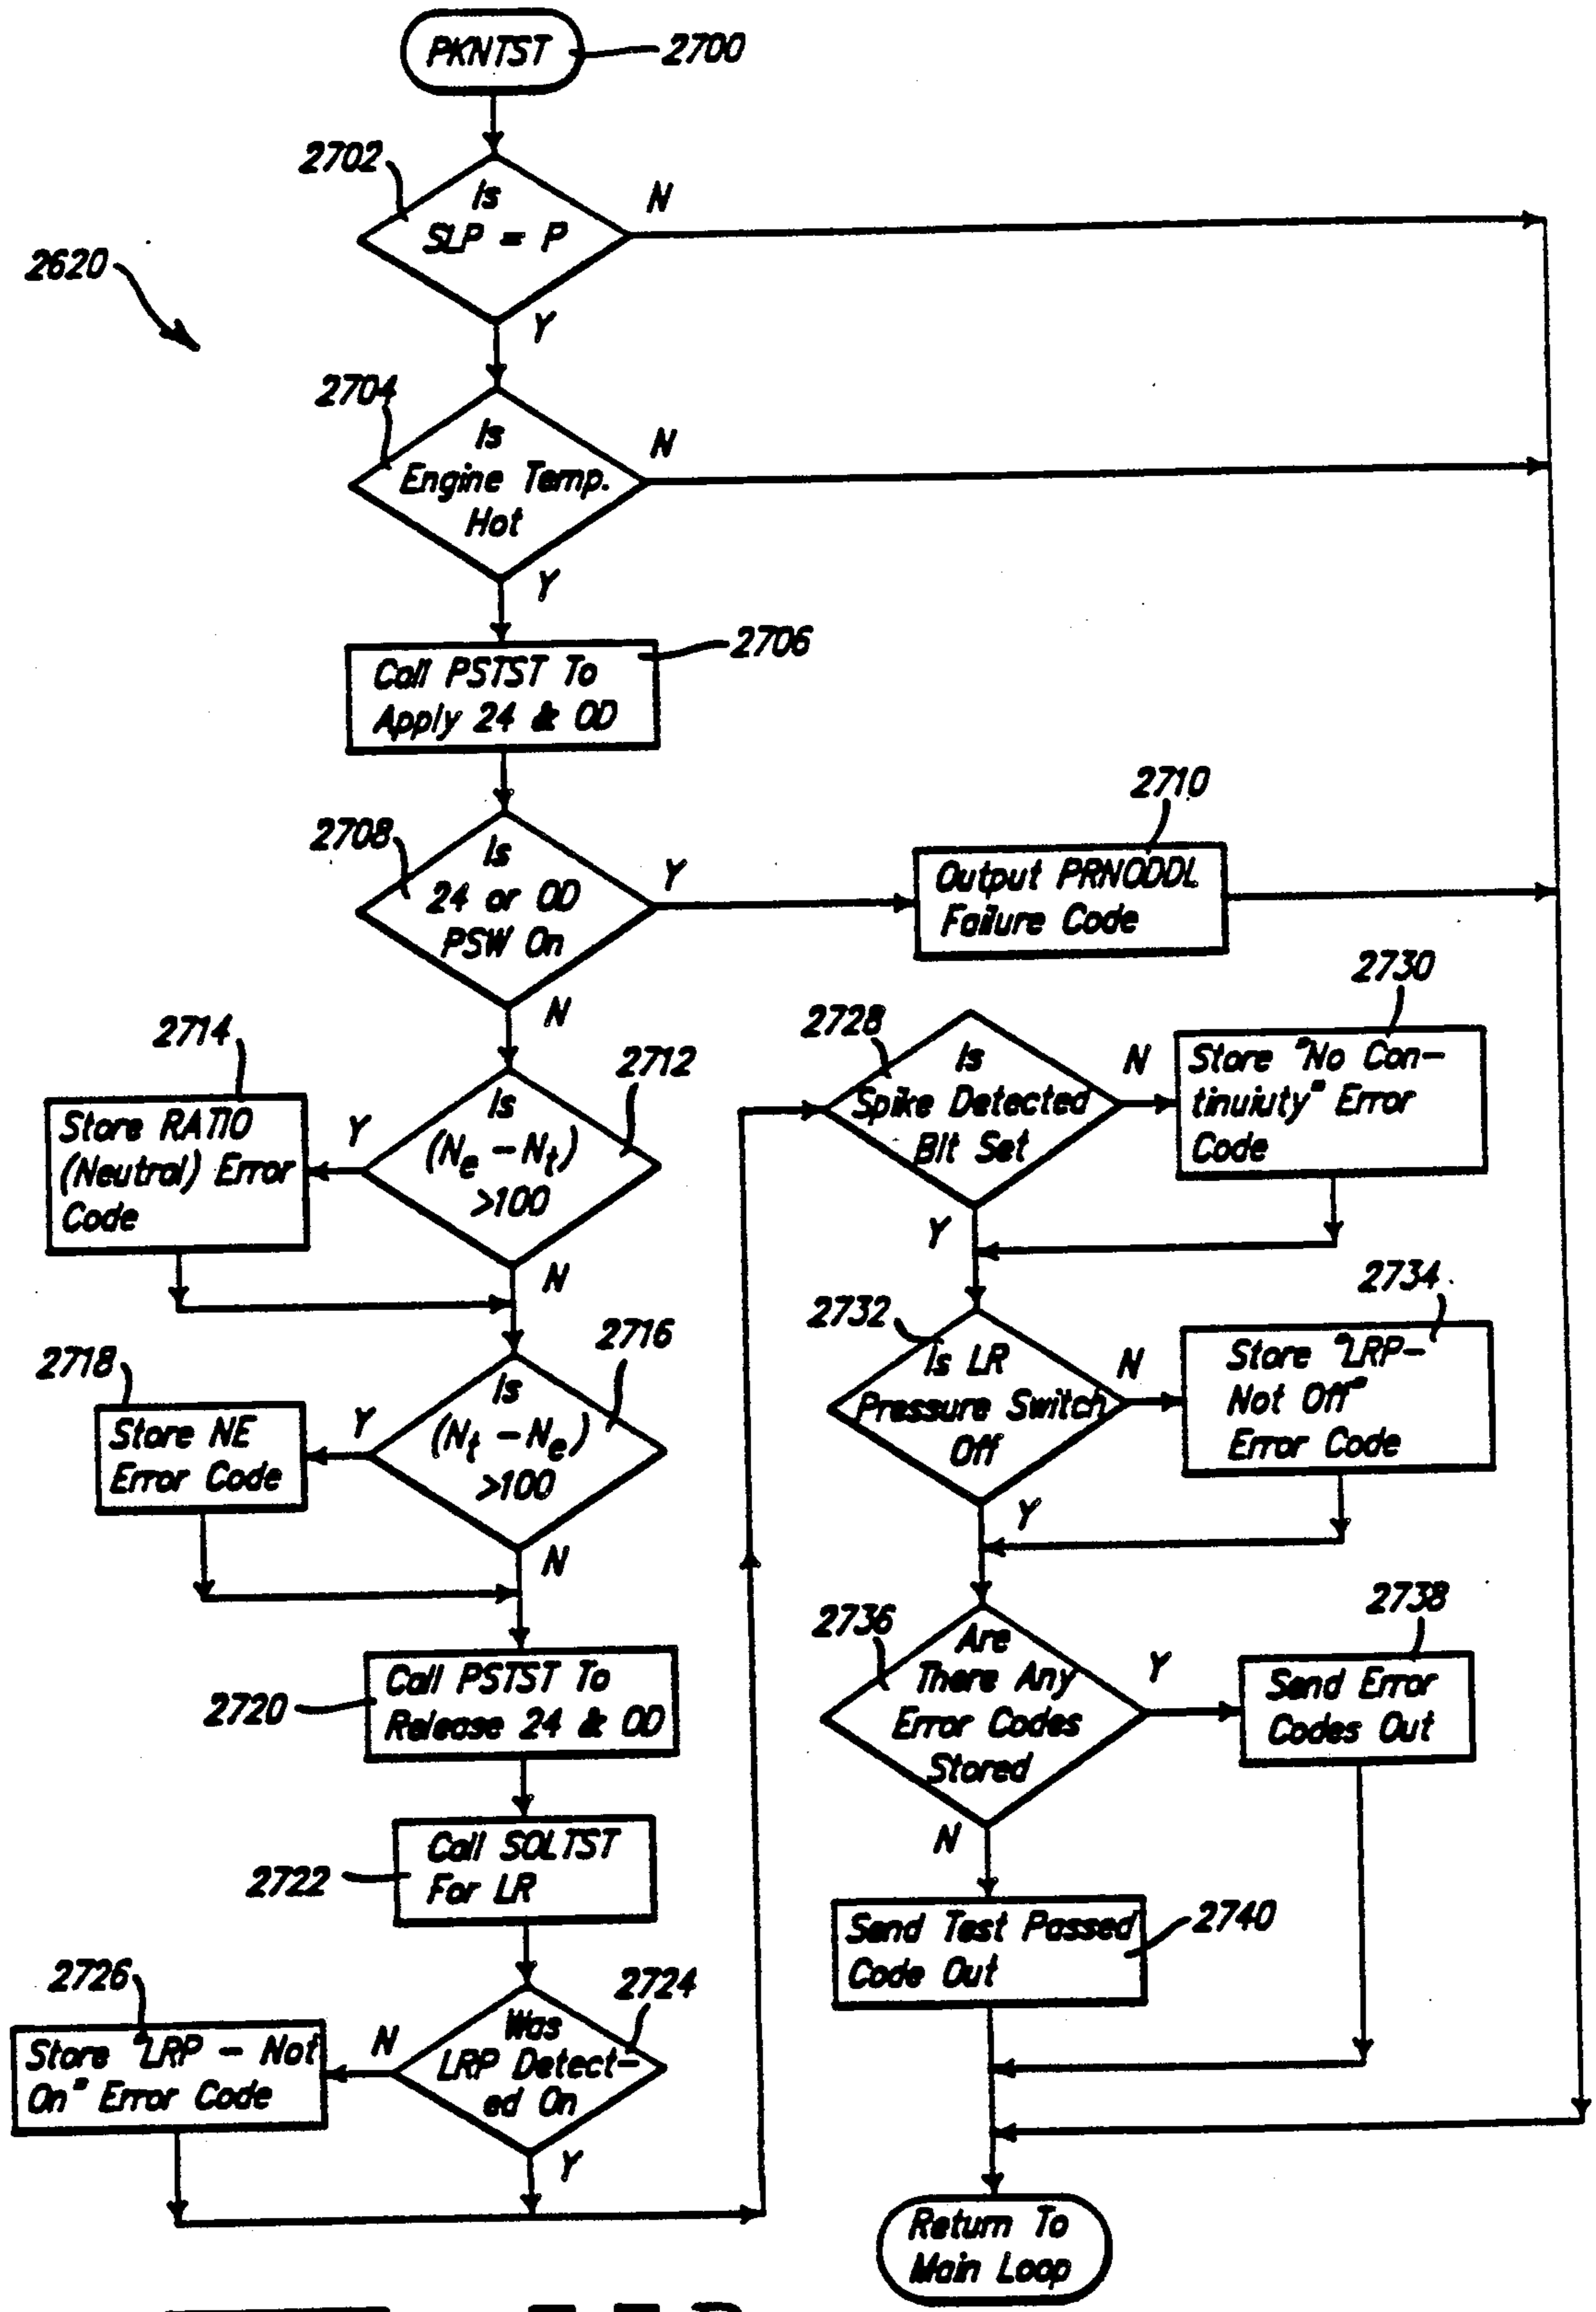 PKNTST
2700
2702
Is
SLP = P
N
Y
2620
2704
Is
Engine Temp.
Hot
N
Y
2706
Call PSTST To
Apply 24 & OD
2708
Is
24 or OD
PSW On
Y
N
2710
Output PRNODDL
Failure Code
2712
Is
(Ne - Nt)
>100
Y
N
2714
Store RATIO
(Neutral) Error
Code
2716
Is
(Nt - Ne)
>100
Y
N
2718
Store NE
Error Code
2720
Call PSTST To
Release 24 & OD
2722
Call SOLTST
For LR
2724
Was
LRP Detect-
ed On
N
Y
2726
Store "LRP - Not
On" Error Code
2728
Is
Spike Detected
Bit Set
N
Y
2730
Store "No Con-
tinuiuty" Error
Code
2732
Is LR
Pressure Switch
Off
N
Y
2734
Store "LRP-
Not Off"
Error Code
2736
Are
There Any
Error Codes
Stored
Y
N
2738
Send Error
Codes Out
2740
Send Test Passed
Code Out
Return To
Main Loop